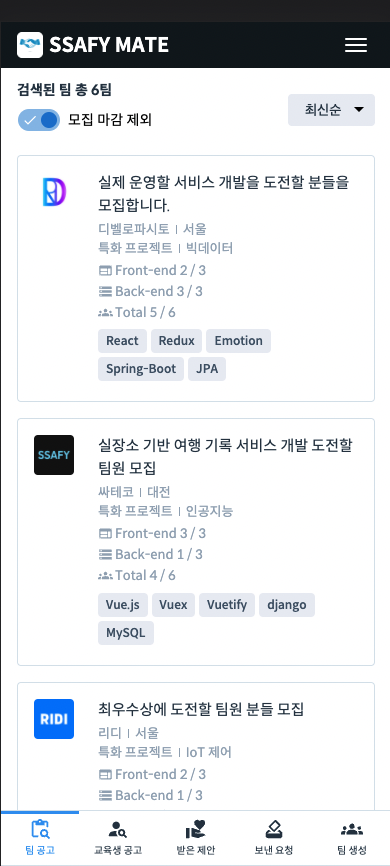 SSAFY MATE
검색된 팀 총 6팀
모집 마감 제외
최신순
실제 운영할 서비스 개발을 도전할 분들을
모집합니다.
디벨로파시토 | 서울
특화 프로젝트 | 빅데이터
Front-end 2 / 3
Back-end 3 / 3
Total 5 / 6
React Redux Emotion
Spring-Boot JPA
SSAFY
실장소 기반 여행 기록 서비스 개발 도전할
팀원 모집
싸테코 | 대전
특화 프로젝트 | 인공지능
Front-end 3 / 3
Back-end 1 / 3
Total 4 / 6
Vue.js Vuex Vuetify django
MySQL
RIDI
최우수상에 도전할 팀원 분들 모집
리디 | 서울
특화 프로젝트 | IoT 제어
Front-end 2 / 3
Back-end 1 / 3
팀 공고 교육생 공고 받은 제안 보낸 요청 팀 생성